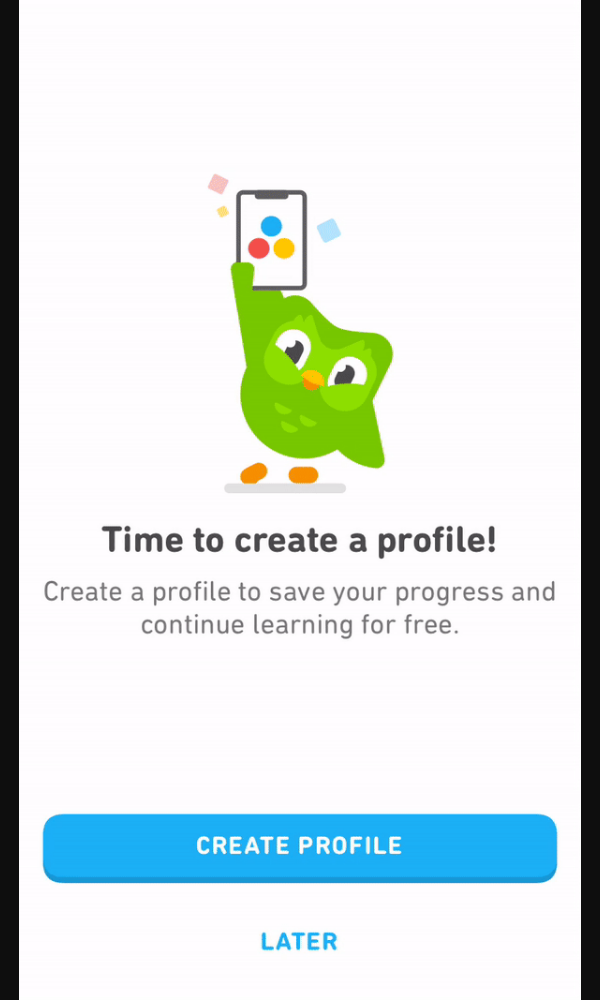 Time to create a profile!
Create a profile to save your progress and
continue learning for free.
CREATE PROFILE
LATER